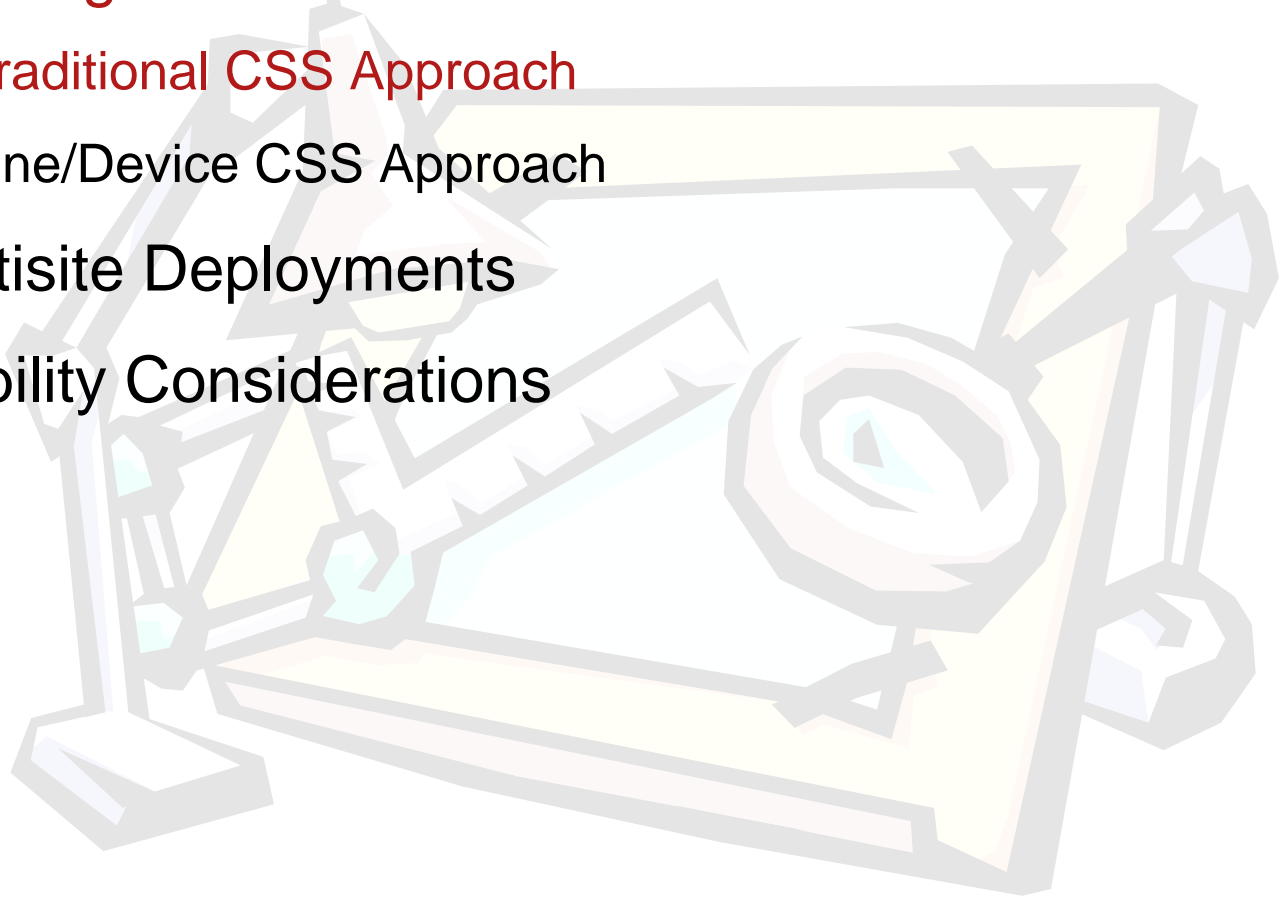 raditional CSS Approach
ne/Device CSS Approach
tisite Deployments
bility Considerations